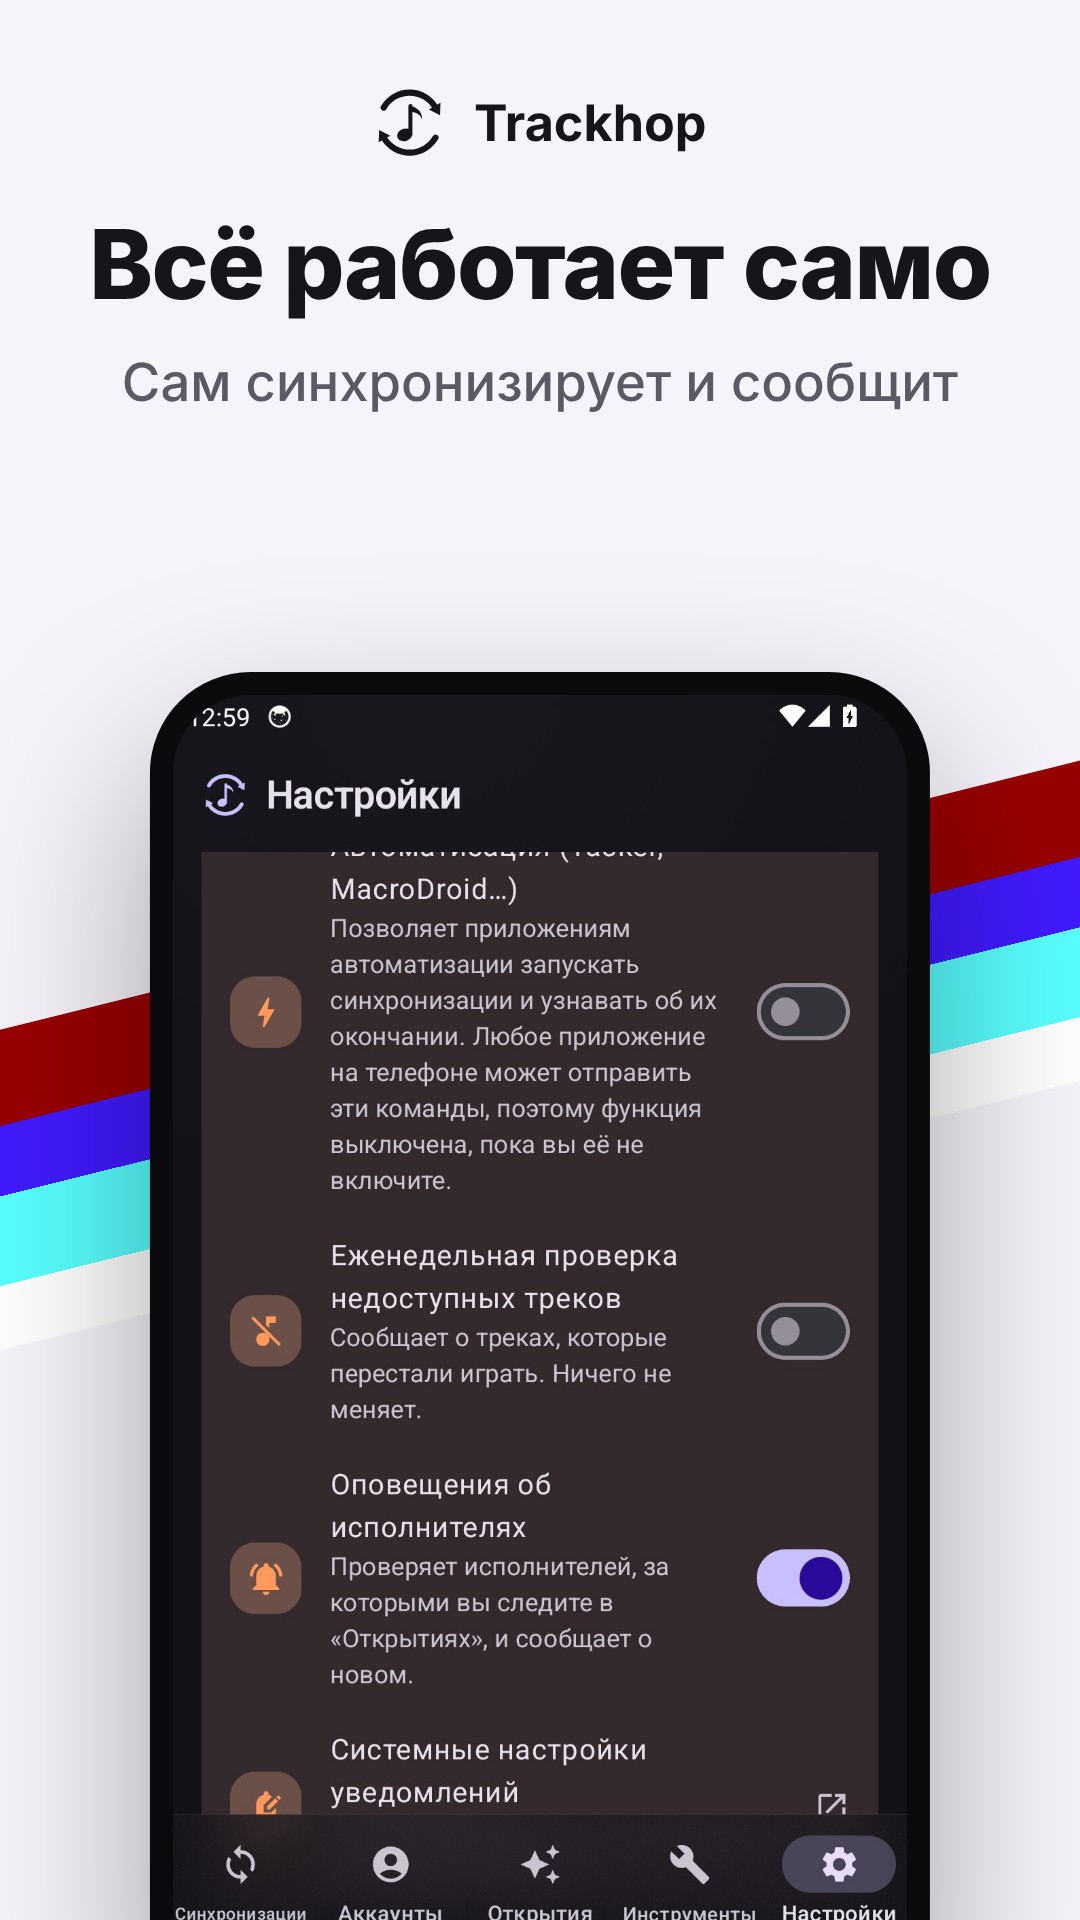 Trackhop
Всё работает само
Сам синхронизирует и сообщит
12:59
Настройки
Автоматизация (Tasker,
MacroDroid…)
Позволяет приложениям
автоматизации запускать
синхронизации и узнавать об их
окончании. Любое приложение
на телефоне может отправить
эти команды, поэтому функция
выключена, пока вы её не
включите.
Еженедельная проверка
недоступных треков
Сообщает о треках, которые
перестали играть. Ничего не
меняет.
Оповещения об
исполнителях
Проверяет исполнителей, за
которыми вы следите в
«Открытиях», и сообщает о
новом.
Системные настройки
уведомлений
Синхронизации Аккаунты Открытия Инструменты Настройки